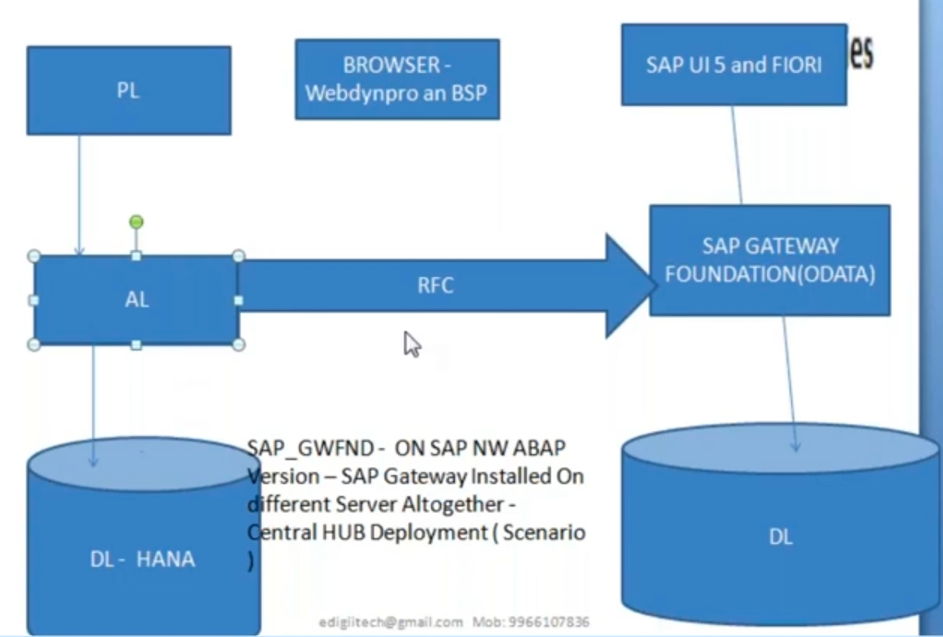 PL
BROWSER -
Webdynpro an BSP
SAP UI 5 and FIORI
es
AL
RFC
SAP GATEWAY
FOUNDATION(ODATA)
SAP_GWFND - ON SAP NW ABAP
Version – SAP Gateway Installed On
different Server Altogether -
Central HUB Deployment ( Scenario
)
DL - HANA
DL
edigiitech@gmail.com Mob: 9966107836